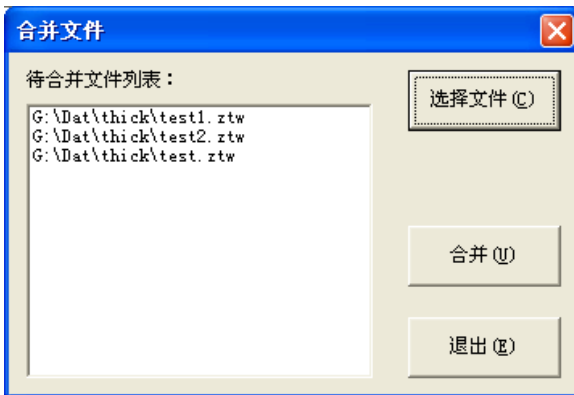 合并文件
待合并文件列表：
选择文件(C)
G:\Dat\thick\test1.ztw
G:\Dat\thick\test2.ztw
G:\Dat\thick\test.ztw
合并(U)
退出(E)